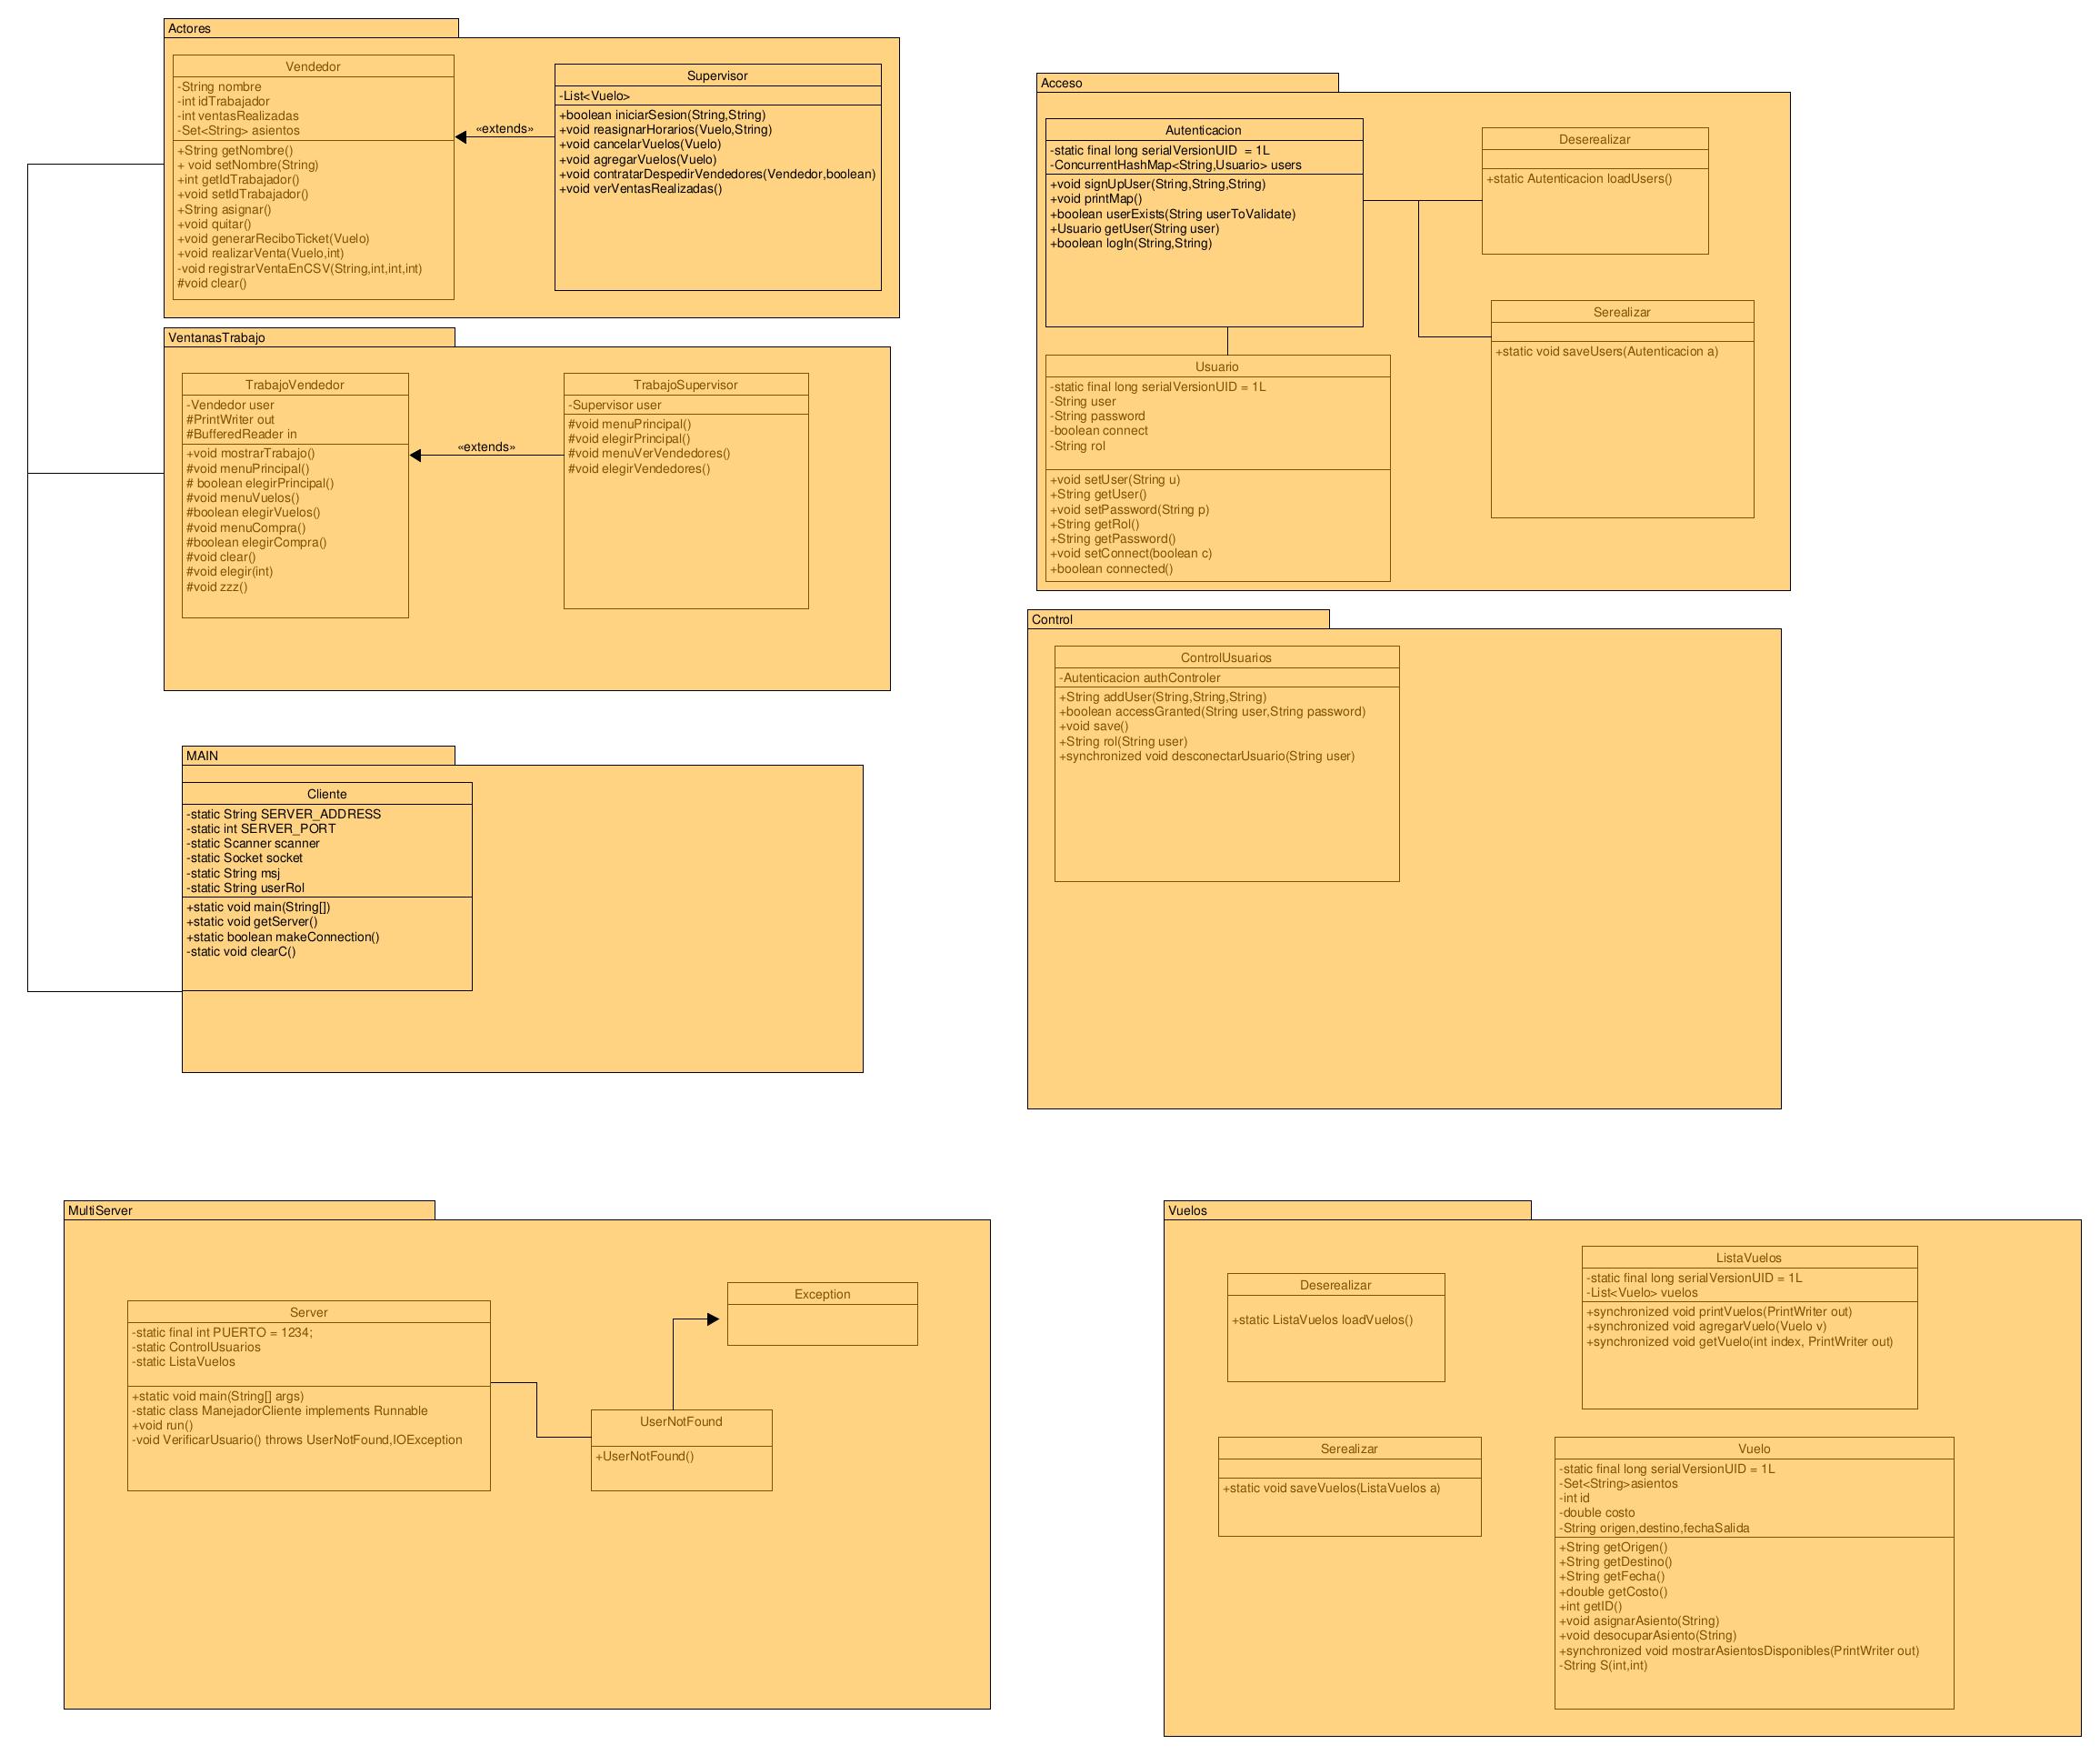 Actores
Vendedor
-String nombre
-int idTrabajador
-int ventasRealizadas
-Set<String> asientos
+String getNombre()
+ void setNombre(String)
+int getIdTrabajador()
+void setIdTrabajador()
+String asignar()
+void quitar()
+void generarReciboTicket(Vuelo)
+void realizarVenta(Vuelo,int)
-void registrarVentaEnCSV(String,int,int,int)
#void clear()
«extends»
Supervisor
-List<Vuelo>
+boolean iniciarSesion(String,String)
+void reasignarHorarios(Vuelo,String)
+void cancelarVuelos(Vuelo)
+void agregarVuelos(Vuelo)
+void contratarDespedirVendedores(Vendedor,boolean)
+void verVentasRealizadas()
VentanasTrabajo
TrabajoVendedor
-Vendedor user
#PrintWriter out
#BufferedReader in
+void mostrarTrabajo()
#void menuPrincipal()
# boolean elegirPrincipal()
#void menuVuelos()
#boolean elegirVuelos()
#void menuCompra()
#boolean elegirCompra()
#void clear()
#void elegir(int)
#void zzz()
«extends»
TrabajoSupervisor
-Supervisor user
#void menuPrincipal()
#void elegirPrincipal()
#void menuVerVendedores()
#void elegirVendedores()
MAIN
Cliente
-static String SERVER_ADDRESS
-static int SERVER_PORT
-static Scanner scanner
-static Socket socket
-static String msj
-static String userRol
+static void main(String[])
+static void getServer()
+static boolean makeConnection()
-static void clearC()
Acceso
Autenticacion
-static final long serialVersionUID  = 1L
-ConcurrentHashMap<String,Usuario> users
+void signUpUser(String,String,String)
+void printMap()
+boolean userExists(String userToValidate)
+Usuario getUser(String user)
+boolean logIn(String,String)
Deserealizar
+static Autenticacion loadUsers()
Serealizar
+static void saveUsers(Autenticacion a)
Usuario
-static final long serialVersionUID = 1L
-String user
-String password
-boolean connect
-String rol
+void setUser(String u)
+String getUser()
+void setPassword(String p)
+String getRol()
+String getPassword()
+void setConnect(boolean c)
+boolean connected()
Control
ControlUsuarios
-Autenticacion authControler
+String addUser(String,String,String)
+boolean accessGranted(String user,String password)
+void save()
+String rol(String user)
+synchronized void desconectarUsuario(String user)
MultiServer
Server
-static final int PUERTO = 1234;
-static ControlUsuarios
-static ListaVuelos
+static void main(String[] args)
-static class ManejadorCliente implements Runnable
+void run()
-void VerificarUsuario() throws UserNotFound,IOException
Exception
UserNotFound
+UserNotFound()
Vuelos
Deserealizar
+static ListaVuelos loadVuelos()
ListaVuelos
-static final long serialVersionUID = 1L
-List<Vuelo> vuelos
+synchronized void printVuelos(PrintWriter out)
+synchronized void agregarVuelo(Vuelo v)
+synchronized void getVuelo(int index, PrintWriter out)
Serealizar
+static void saveVuelos(ListaVuelos a)
Vuelo
-static final long serialVersionUID = 1L
-Set<String>asientos
-int id
-double costo
-String origen,destino,fechaSalida
+String getOrigen()
+String getDestino()
+String getFecha()
+double getCosto()
+int getID()
+void asignarAsiento(String)
+void desocuparAsiento(String)
+synchronized void mostrarAsientosDisponibles(PrintWriter out)
-String S(int,int)